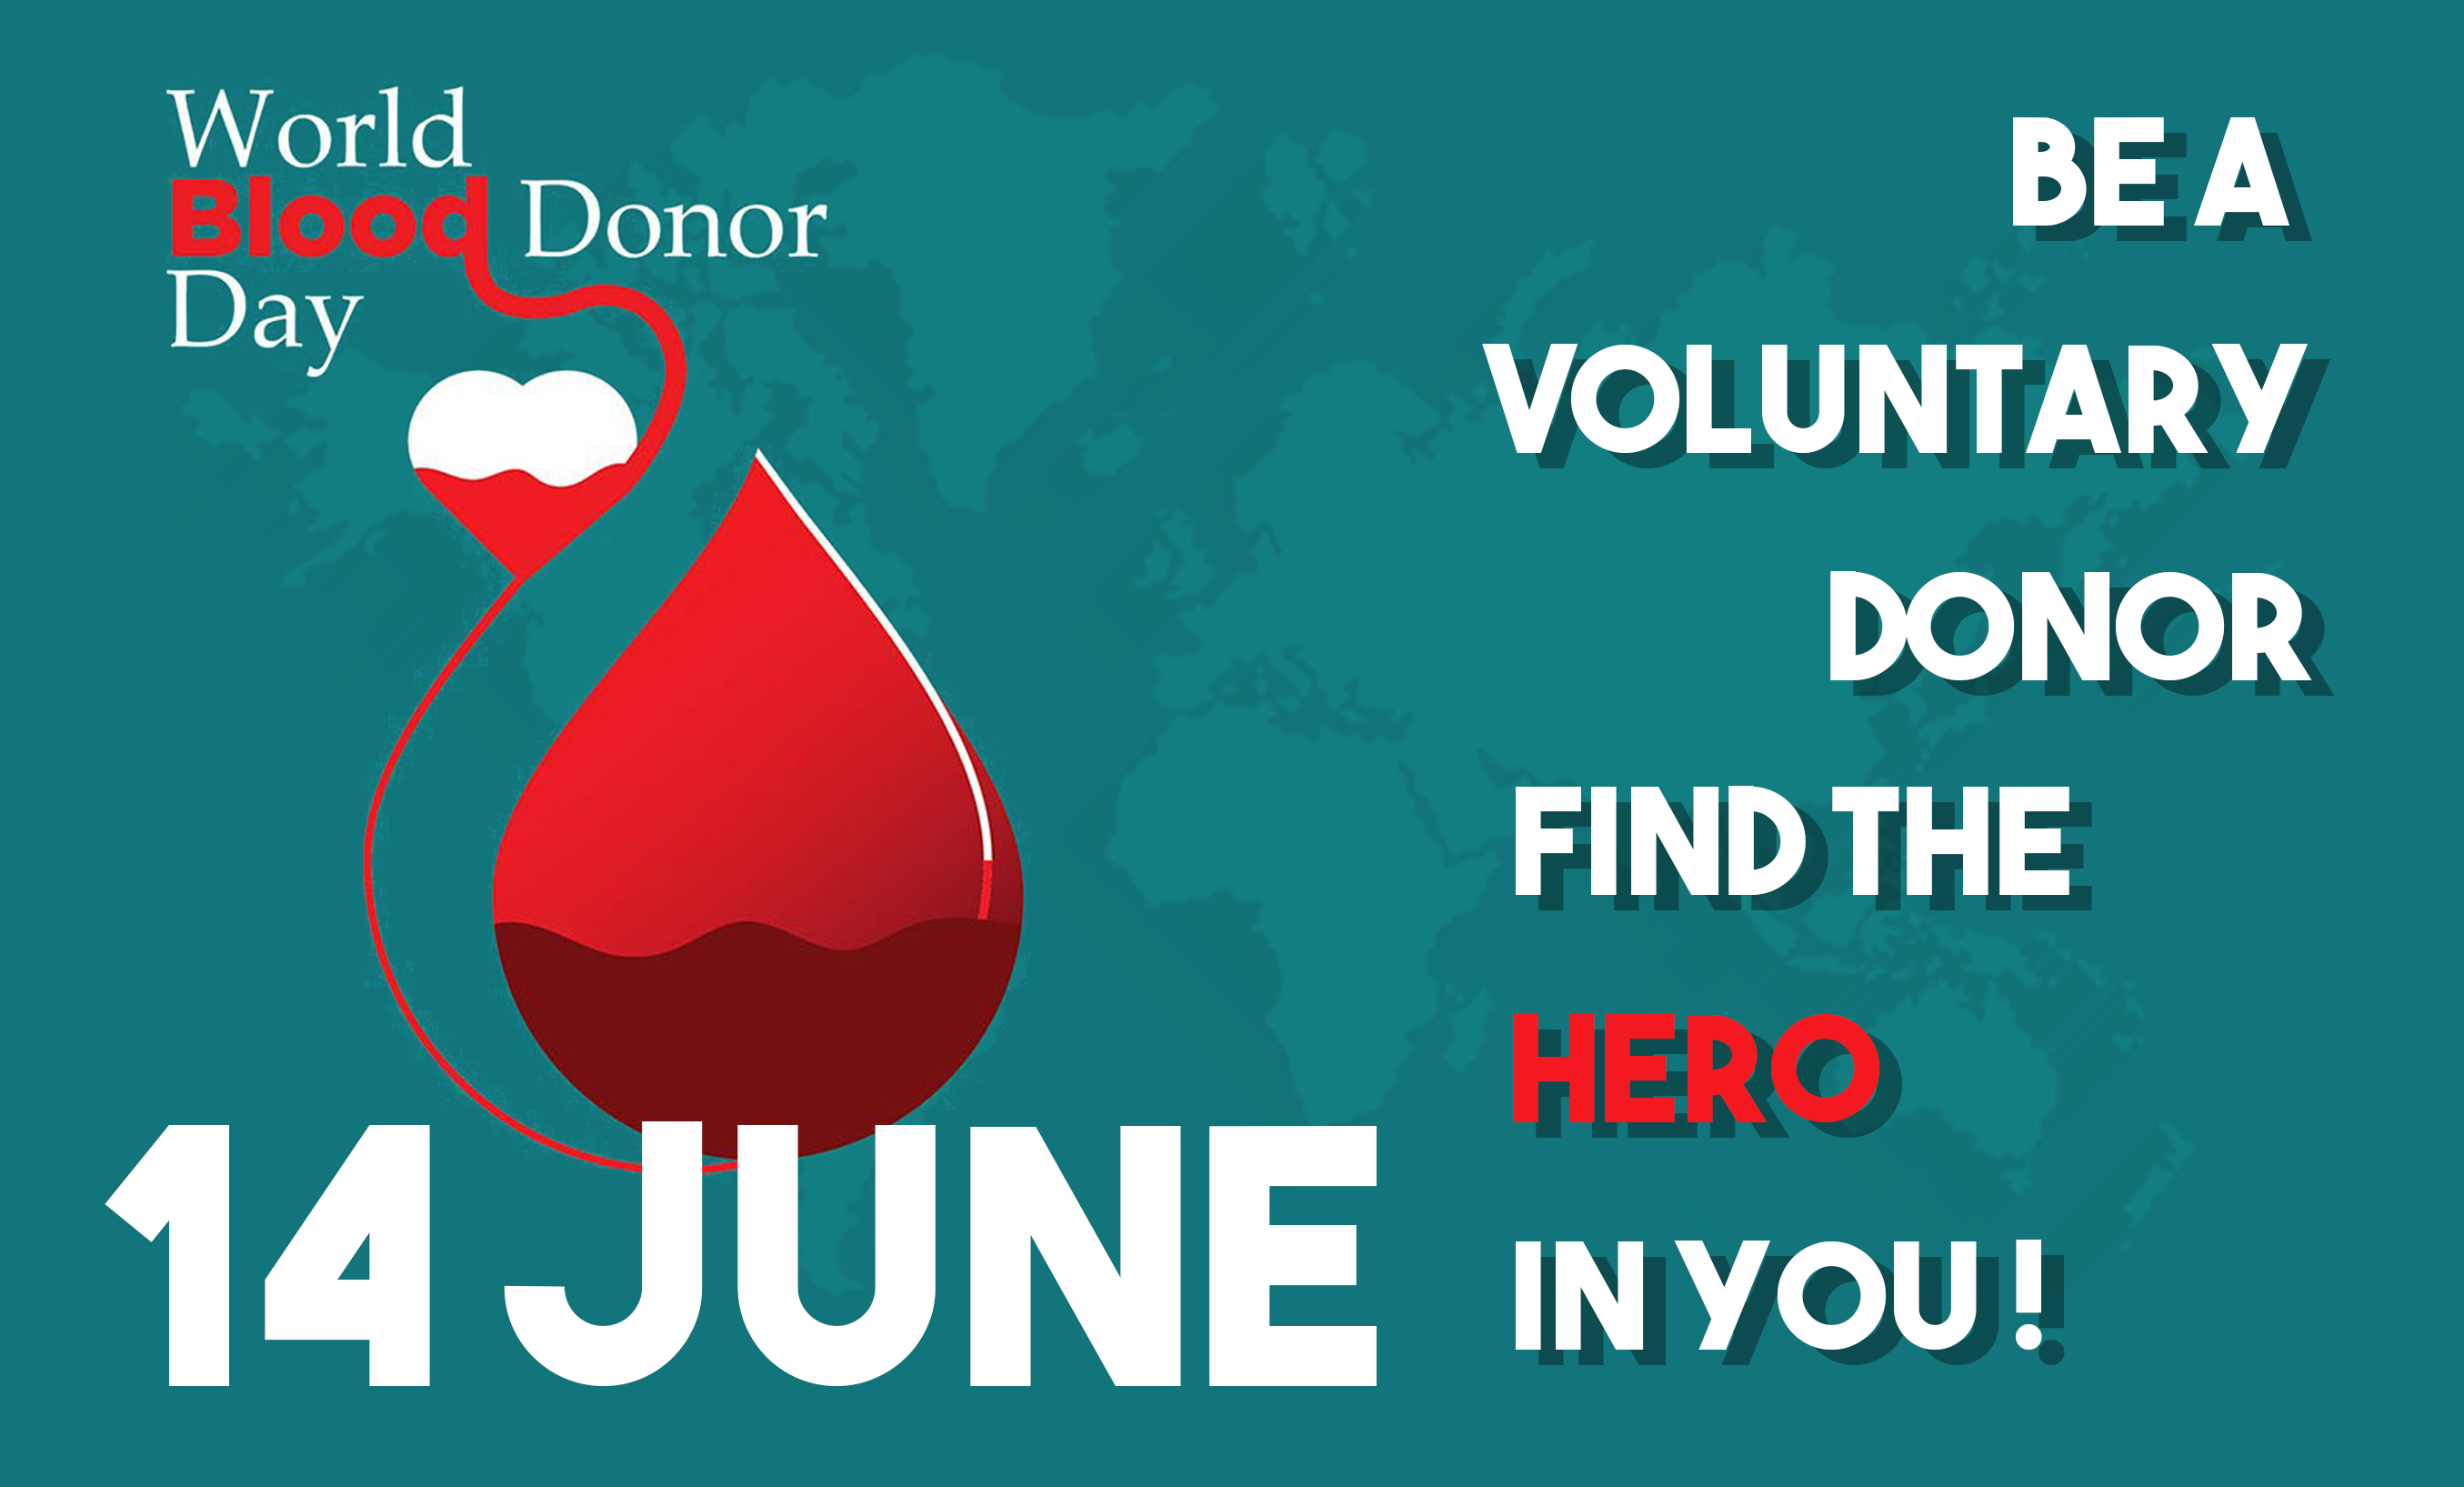 World
Blood Donor
Day
14 JUNE
BE A
VOLUNTARY
DONOR
FIND THE
HERO
IN YOU!